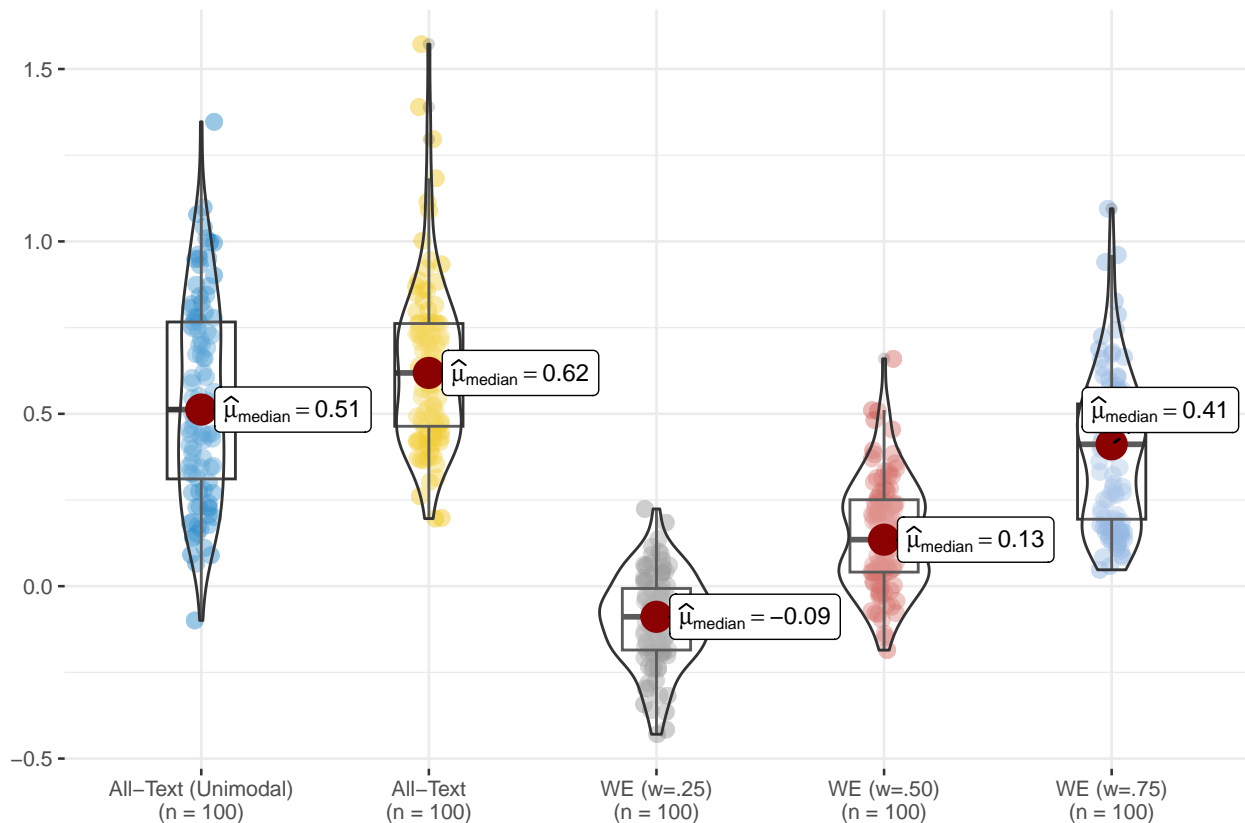 1.5
1.0
0.5
0.0
−0.5
μ̂median = 0.51
μ̂median = 0.62
μ̂median = −0.09
μ̂median = 0.13
μ̂median = 0.41
All−Text (Unimodal)
(n = 100)
All−Text
(n = 100)
WE (w=.25)
(n = 100)
WE (w=.50)
(n = 100)
WE (w=.75)
(n = 100)